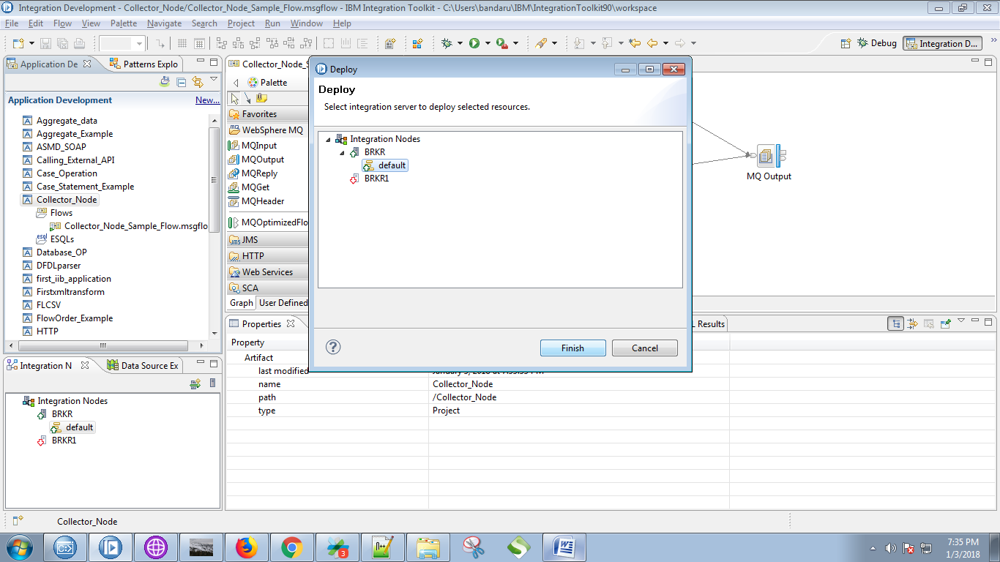 Integration Development - Collector_Node/Collector_Node_Sample_Flow.msgflow - IBM Integration Toolkit - C:\Users\bandaru\IBM\IntegrationToolkit90\workspace
File Edit Flow View Palette Navigate Search Project Run Window Help
Debug Integration D...
Application De Patterns Explo
Application Development New...
Aggregate_data
Aggregate_Example
ASMD_SOAP
Calling_External_API
Case_Operation
Case_Statement_Example
Collector_Node
Flows
Collector_Node_Sample_Flow.msgflo
ESQLs
Database_OP
DFDLparser
first_iib_application
Firstxmltransform
FLCSV
FlowOrder_Example
HTTP
Collector_Node_S
Palette
Favorites
WebSphere MQ
MQInput
MQOutput
MQReply
MQGet
MQHeader
MQOptimizedFlo
JMS
HTTP
Web Services
SCA
Graph User Defined
Deploy
Deploy
Select integration server to deploy selected resources.
Integration Nodes
BRKR
default
BRKR1
Finish Cancel
MQ Output
Properties
Results
Property
Artifact
last modified
name Collector_Node
path /Collector_Node
type Project
Integration N Data Source Ex
Integration Nodes
BRKR
default
BRKR1
Collector_Node
3
7:35 PM
1/3/2018